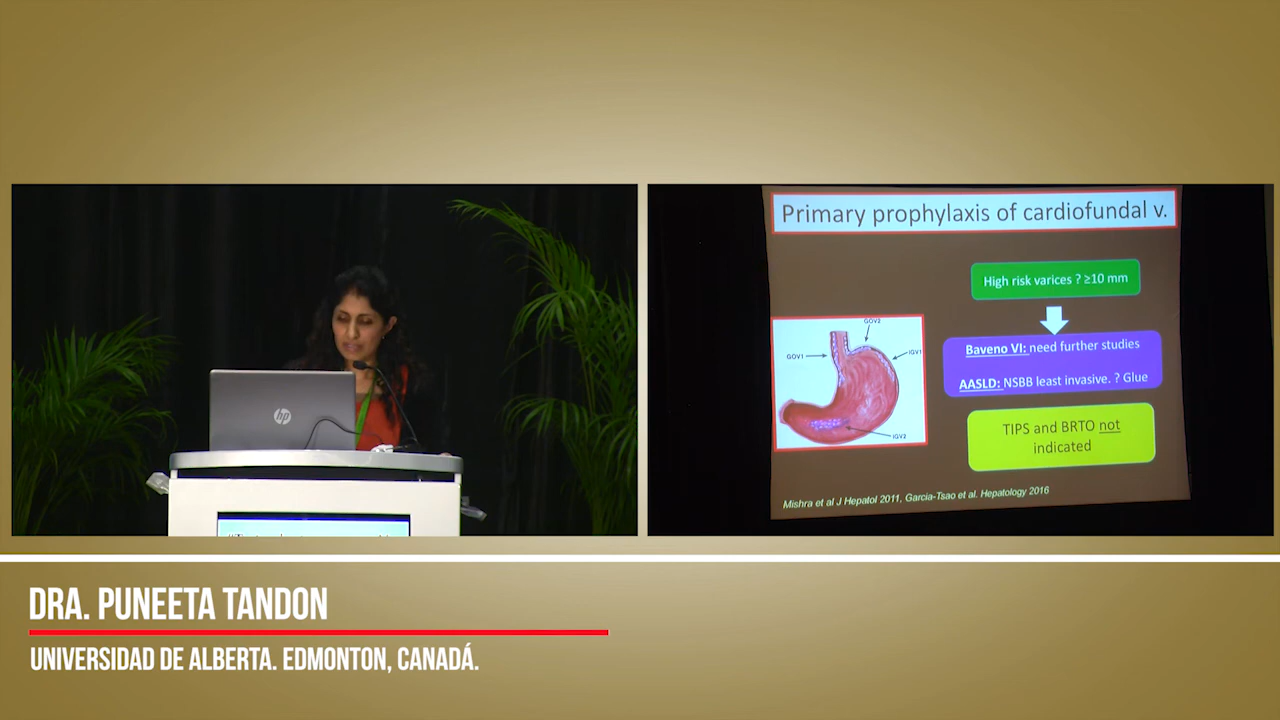 hp
Primary prophylaxis of cardiofundal v.
High risk varices ? ≥10 mm
Baveno VI: need further studies
AASLD: NSBB least invasive. ? Glue
TIPS and BRTO not
indicated
GOV2
GOV1
IGV1
IGV2
Mishra et al J Hepatol 2011, Garcia-Tsao et al. Hepatology 2016
DRA. PUNEETA TANDON
UNIVERSIDAD DE ALBERTA. EDMONTON, CANADÁ.